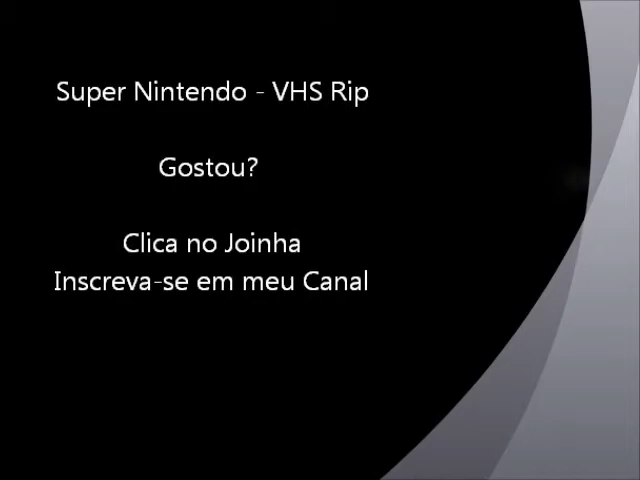 Super Nintendo - VHS Rip
Gostou?
Clica no Joinha
Inscreva-se em meu Canal